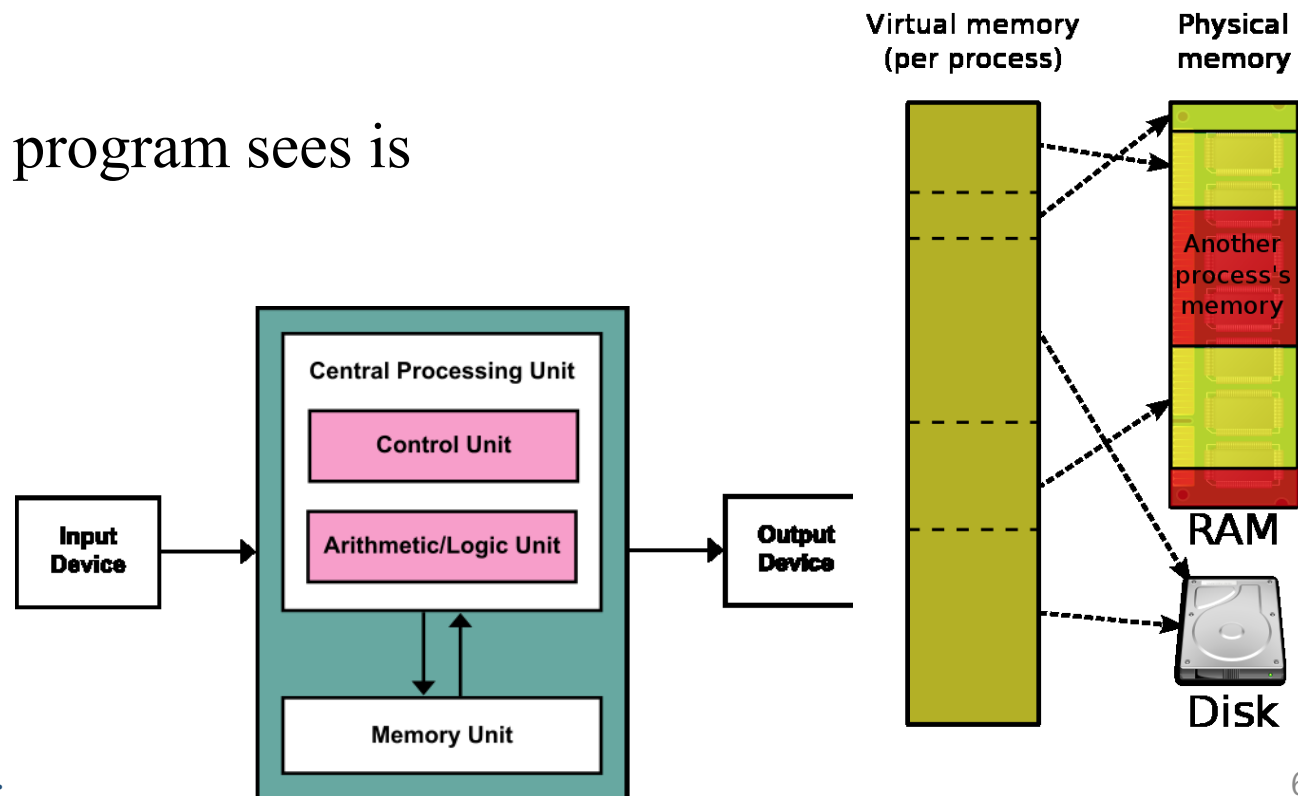 program sees is
Virtual memory
(per process)
Physical
memory
Another
process's
memory
RAM
Disk
Central Processing Unit
Control Unit
Arithmetic/Logic Unit
Memory Unit
Input
Device
Output
Device
6